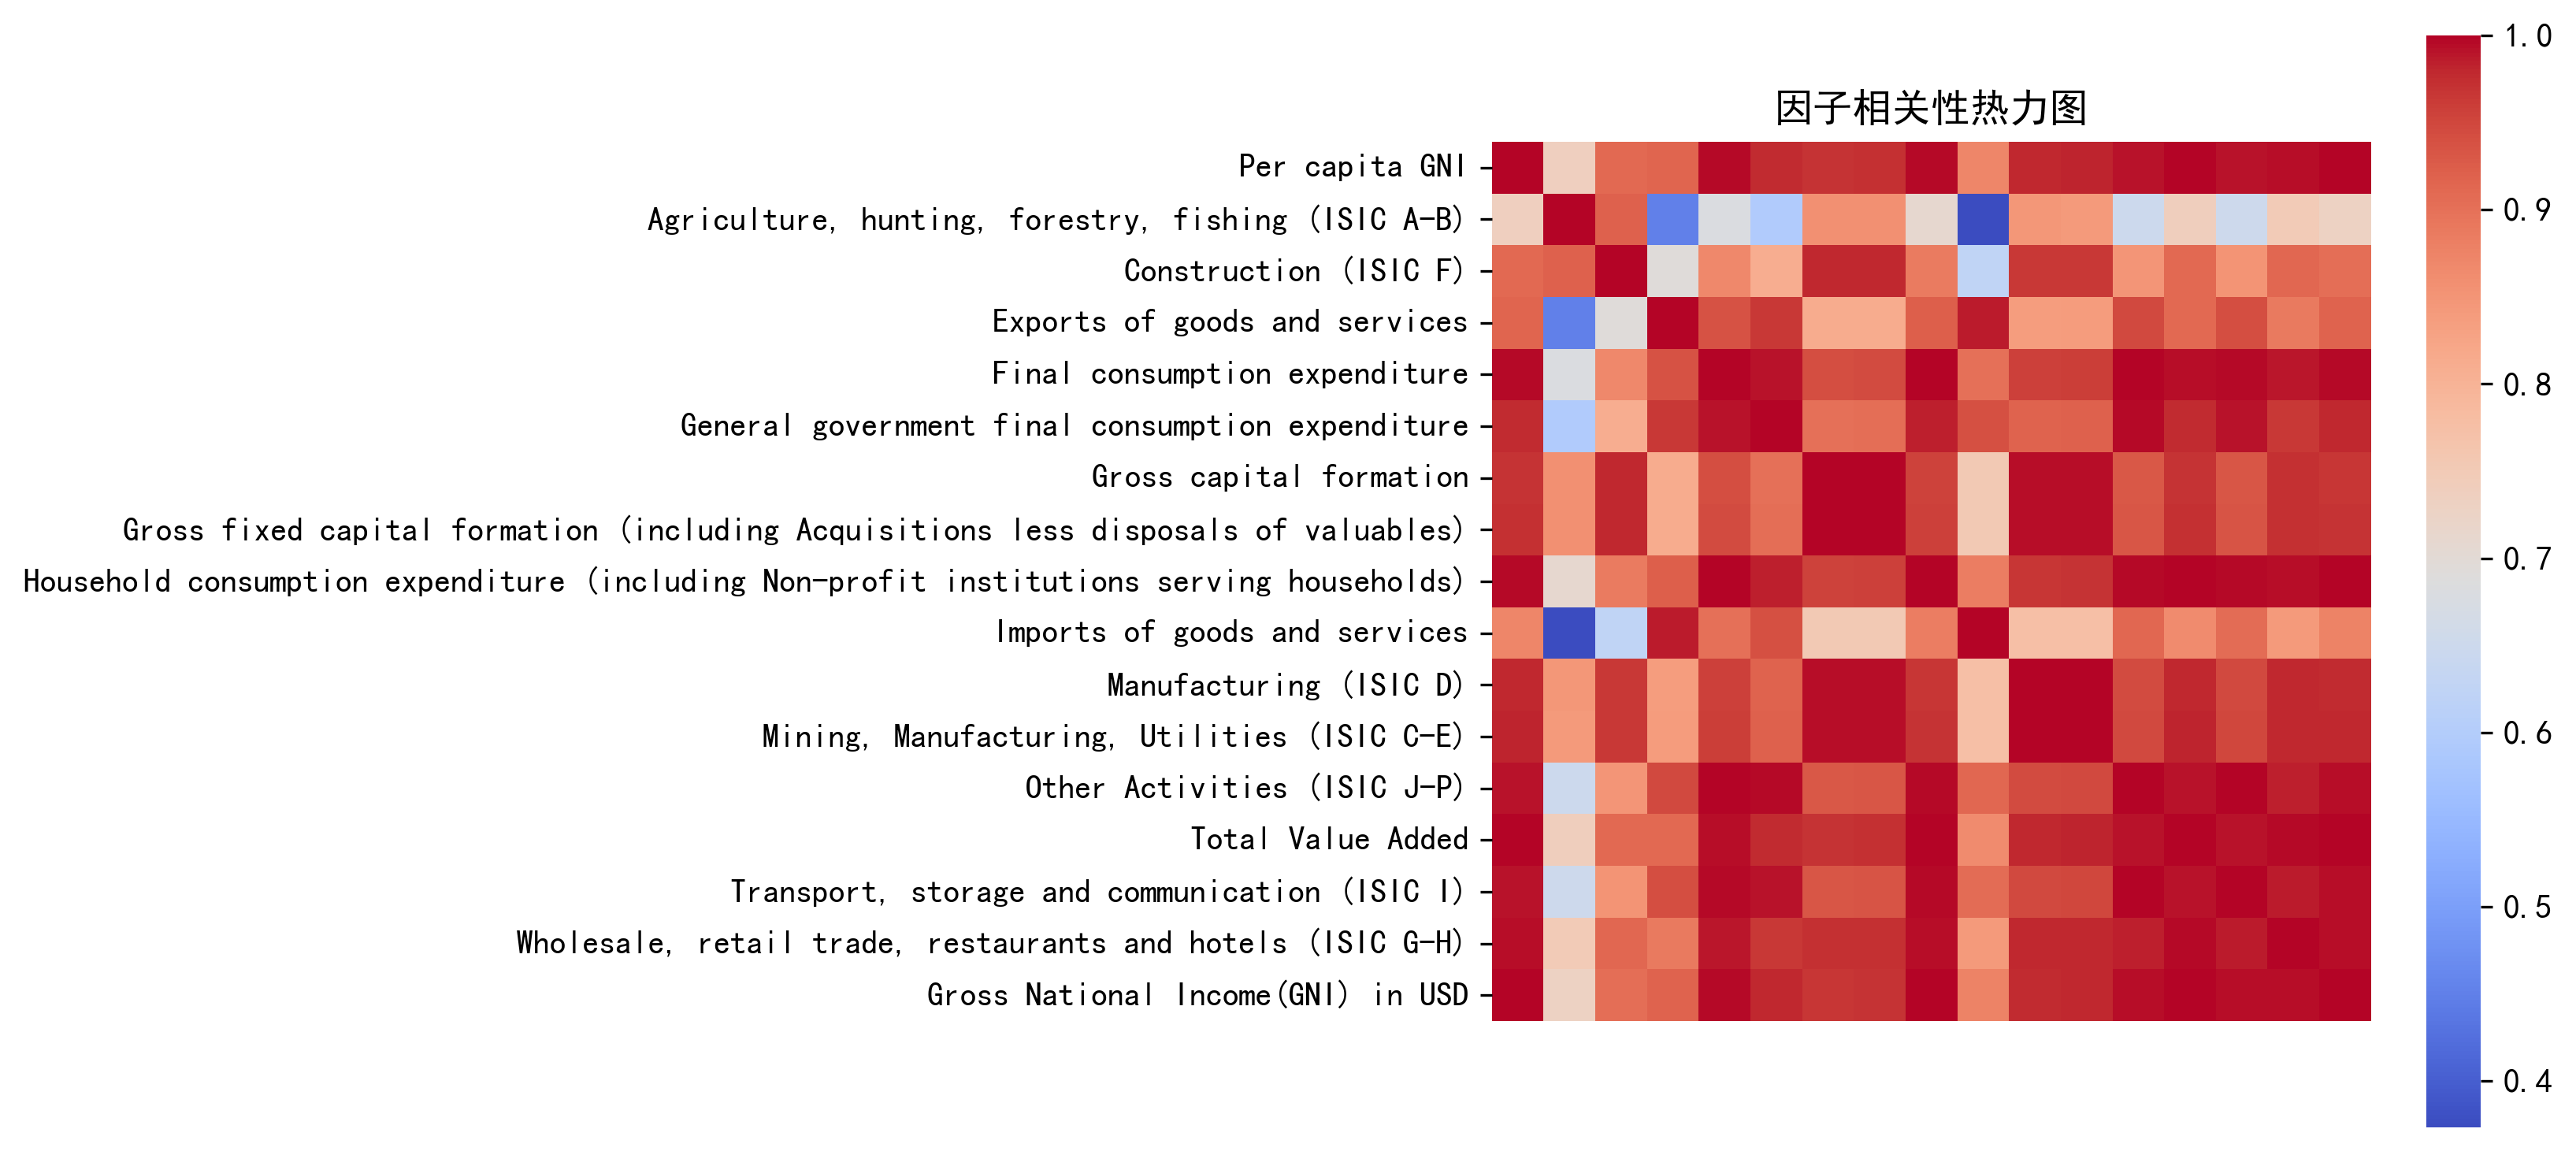 因子相关性热力图
Per capita GNI
Agriculture, hunting, forestry, fishing (ISIC A-B)
Construction (ISIC F)
Exports of goods and services
Final consumption expenditure
General government final consumption expenditure
Gross capital formation
Gross fixed capital formation (including Acquisitions less disposals of valuables)
Household consumption expenditure (including Non-profit institutions serving households)
Imports of goods and services
Manufacturing (ISIC D)
Mining, Manufacturing, Utilities (ISIC C-E)
Other Activities (ISIC J-P)
Total Value Added
Transport, storage and communication (ISIC I)
Wholesale, retail trade, restaurants and hotels (ISIC G-H)
Gross National Income(GNI) in USD
1.0
0.9
0.8
0.7
0.6
0.5
0.4